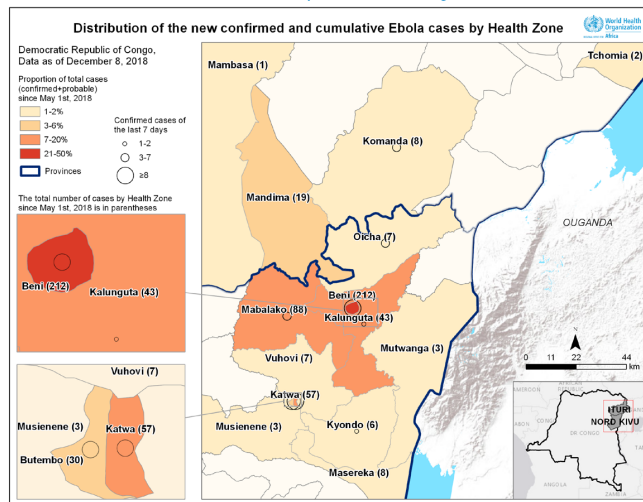 Distribution of the new confirmed and cumulative Ebola cases by Health Zone
World Health
Organization
Africa
Democratic Republic of Congo,
Data as of December 8, 2018
Proportion of total cases
(confirmed+probable)
since May 1st, 2018
1-2%
3-6%
7-20%
21-50%
Provinces
Confirmed cases of
the last 7 days
1-2
3-7
≥8
The total number of cases by Health Zone
since May 1st, 2018 is in parentheses
Beni (212)
Kalunguta (43)
Vuhovi (7)
Musienene (3)
Katwa (57)
Butembo (30)
Mambasa (1)
Tchomia (2)
Komanda (8)
Mandima (19)
Oicha (7)
OUGANDA
Beni (212)
Mabalako (88)
Kalunguta (43)
Mutwanga (3)
Vuhovi (7)
Katwa (57)
Musienene (3)
Kyondo (6)
Masereka (8)
N
0 11 22 44
km
ITURI
NORD KIVU
DR CONGO
ANGOLA
ZAMBIA